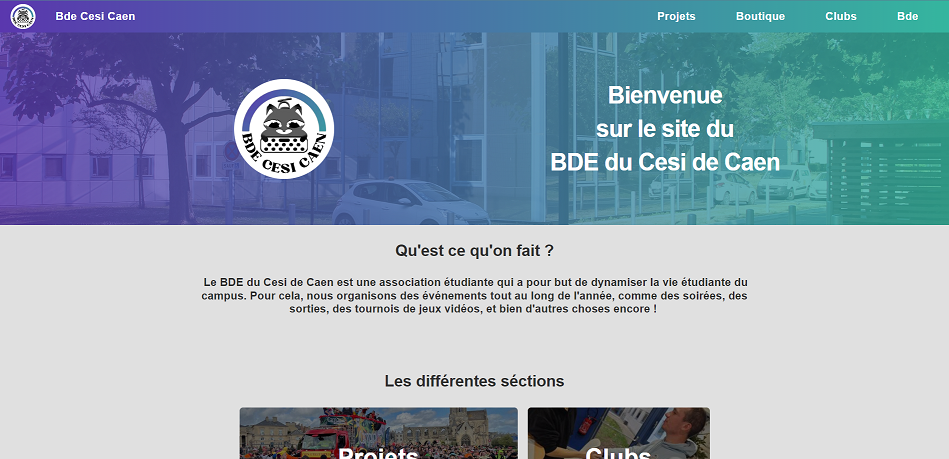 Bde Cesi Caen
Projets
Boutique
Clubs
Bde
BDE CESI CAEN
Bienvenue
sur le site du
BDE du Cesi de Caen
Qu'est ce qu'on fait ?
Le BDE du Cesi de Caen est une association étudiante qui a pour but de dynamiser la vie étudiante du
campus. Pour cela, nous organisons des événements tout au long de l'année, comme des soirées, des
sorties, des tournois de jeux vidéos, et bien d'autres choses encore !
Les différentes séctions
Projets
Clubs